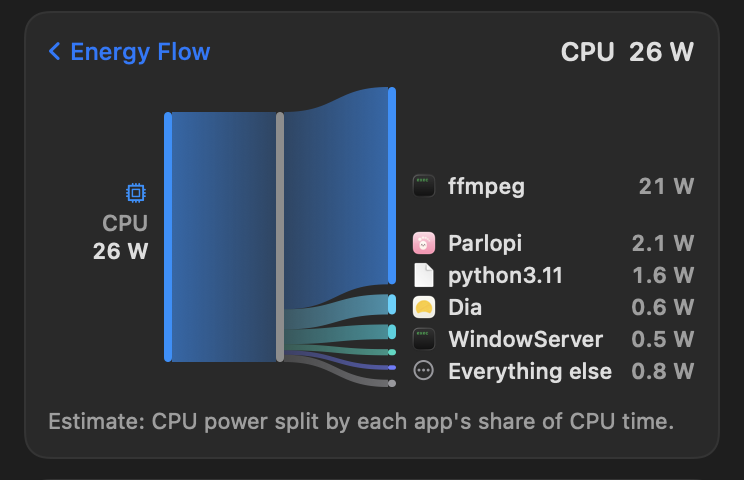 Energy Flow
CPU 26 W
CPU
26 W
ffmpeg 21 W
Parlopi 2.1 W
python3.11 1.6 W
Dia 0.6 W
WindowServer 0.5 W
Everything else 0.8 W
Estimate: CPU power split by each app's share of CPU time.